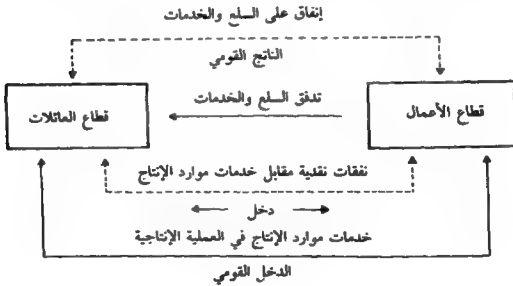 إنفاق على السلع والخدمات
الناتج القومي
قطاع الأعمال
تدفق السلع والخدمات
قطاع العائلات
نفقات نقدية مقابل خدمات موارد الإنتاج
دخل
خدمات موارد الإنتاج في العملية الإنتاجية
الدخل القومي